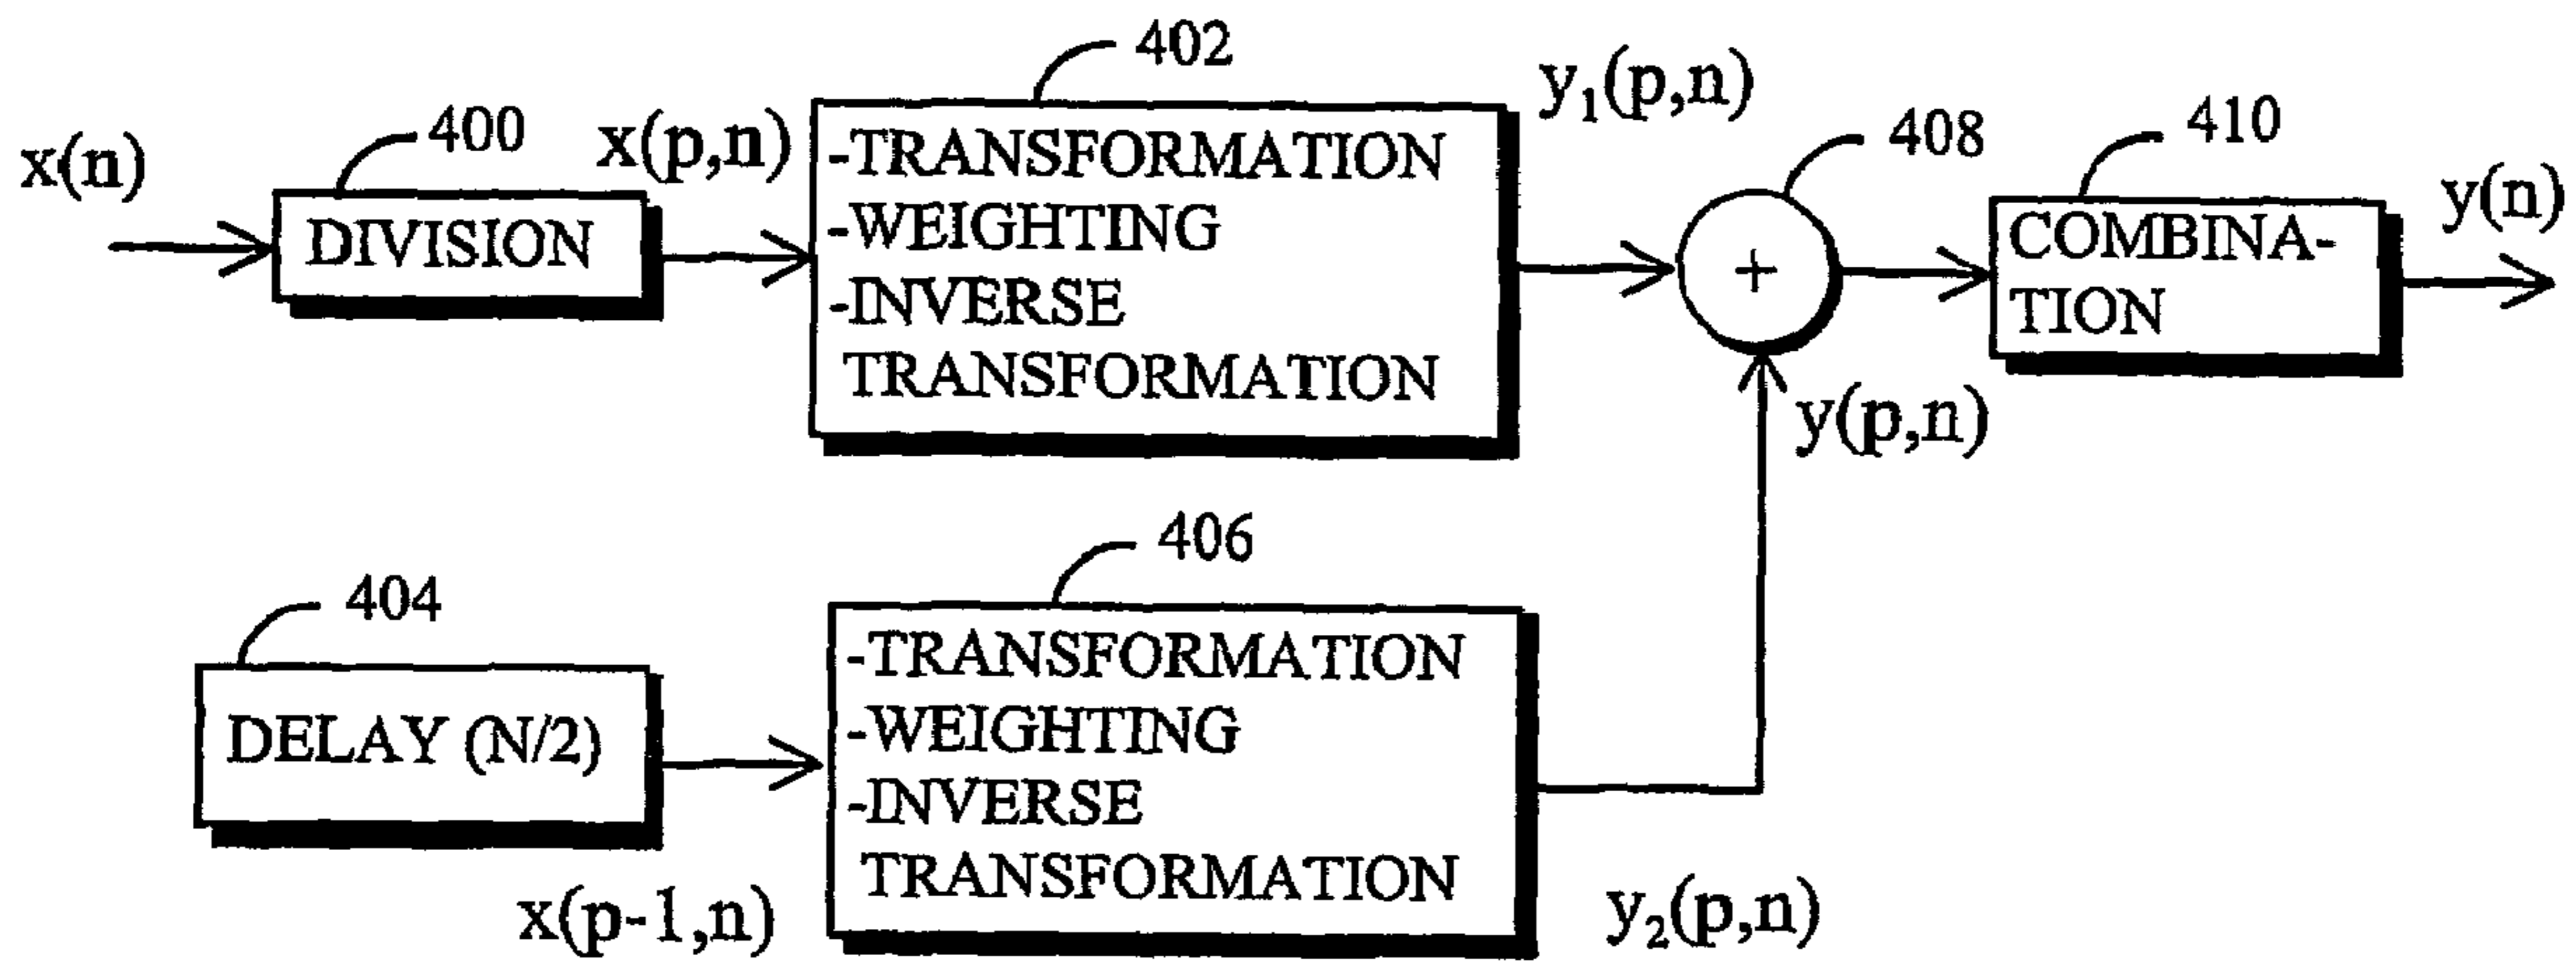 402
y₁(p,n)
400
x(p,n)
408
410
x(n)
y(n)
DIVISION
-TRANSFORMATION
-WEIGHTING
-INVERSE
TRANSFORMATION
+
COMBINA-
TION
y(p,n)
406
404
DELAY (N/2)
-TRANSFORMATION
-WEIGHTING
-INVERSE
TRANSFORMATION
x(p-1,n)
y₂(p,n)